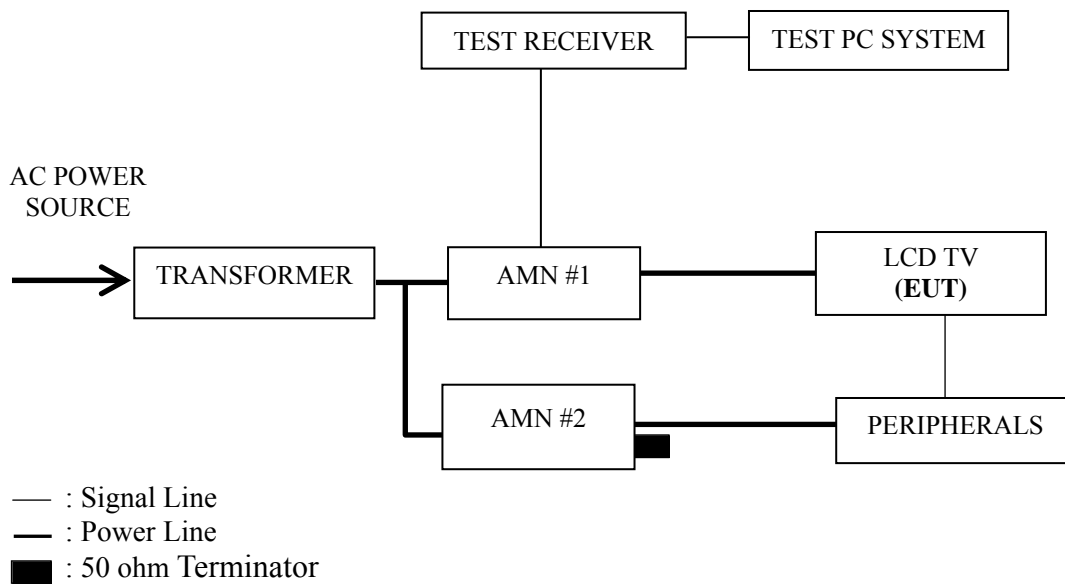 TEST RECEIVER
TEST PC SYSTEM
AC POWER
SOURCE
TRANSFORMER
AMN #1
LCD TV
(EUT)
AMN #2
PERIPHERALS
: Signal Line
: Power Line
: 50 ohm Terminator